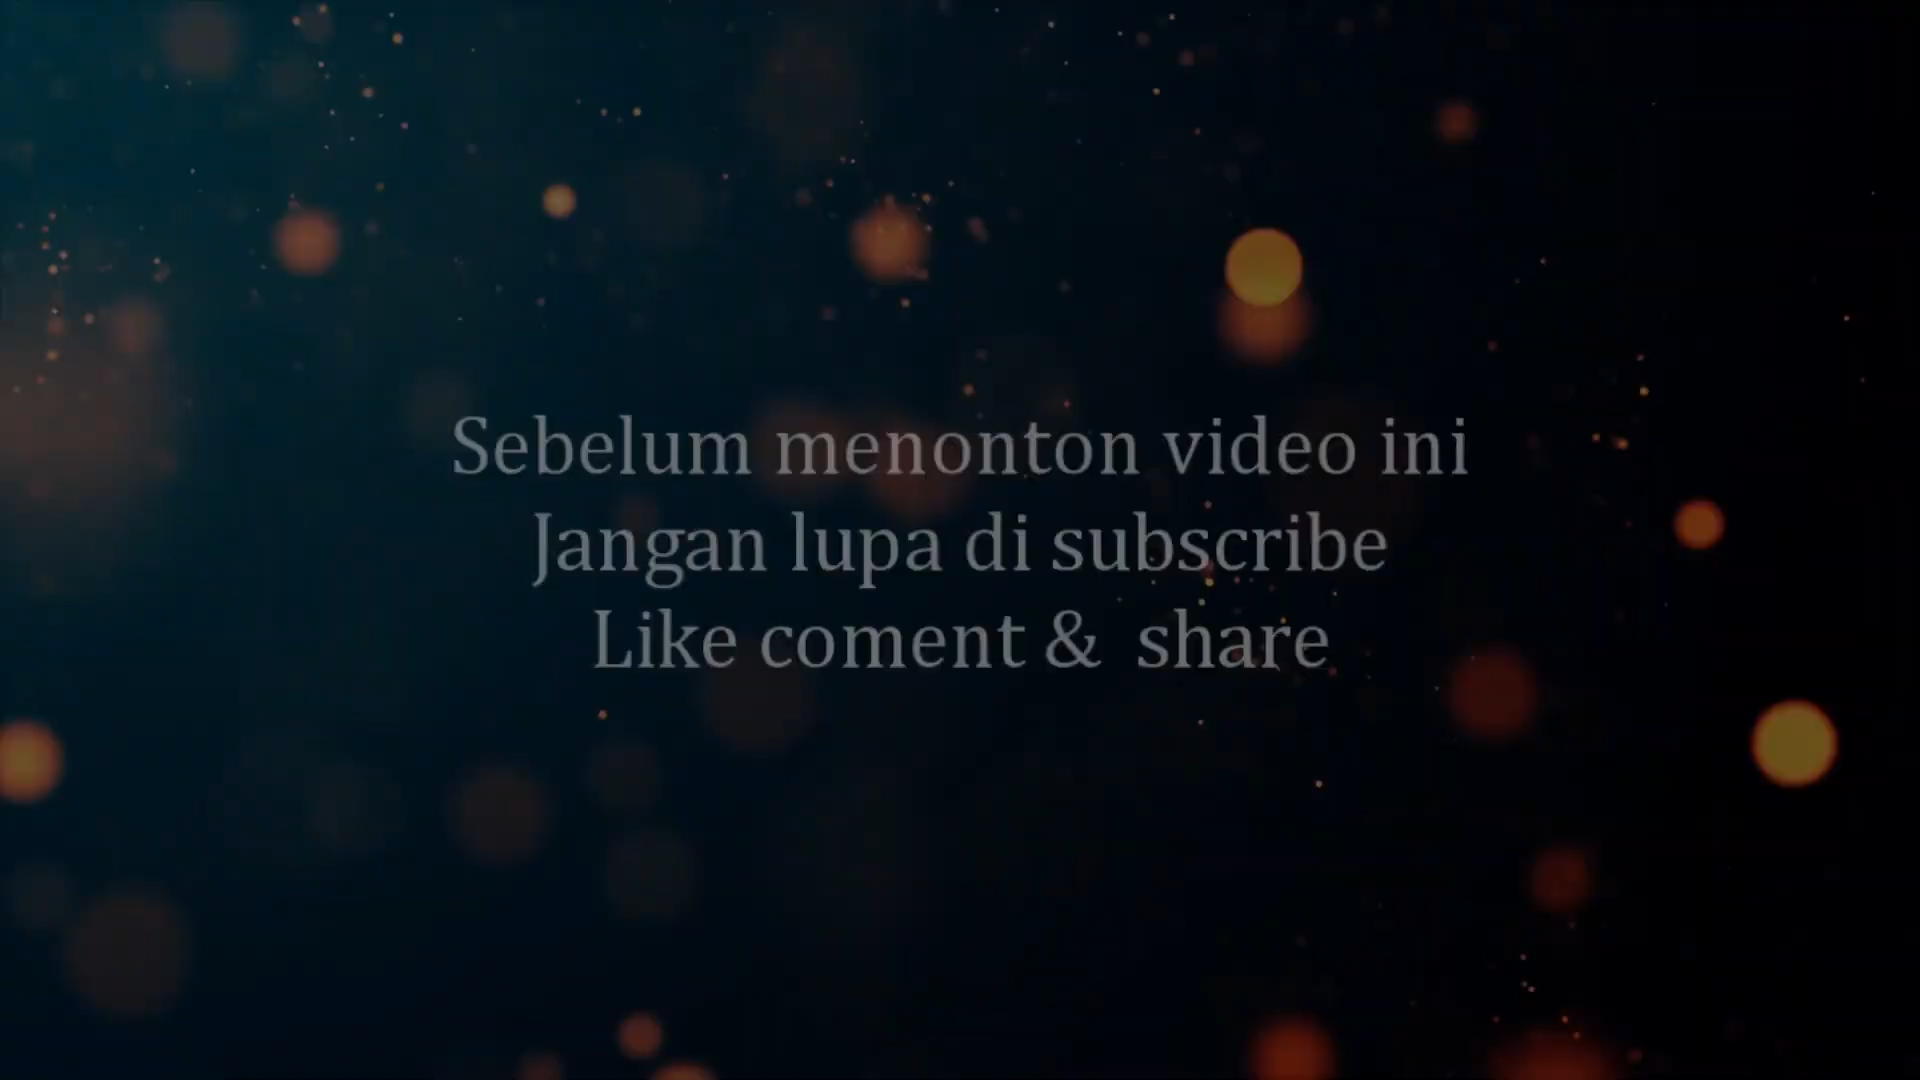 Sebelum menonton video ini
Jangan lupa di subscribe
Like coment & share